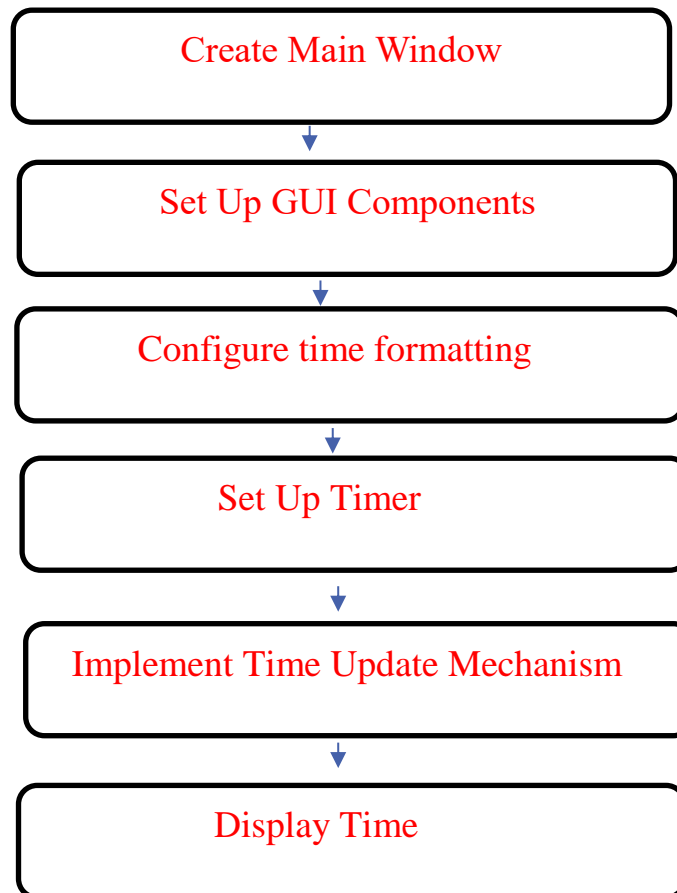 Create Main Window
Set Up GUI Components
Configure time formatting
Set Up Timer
Implement Time Update Mechanism
Display Time